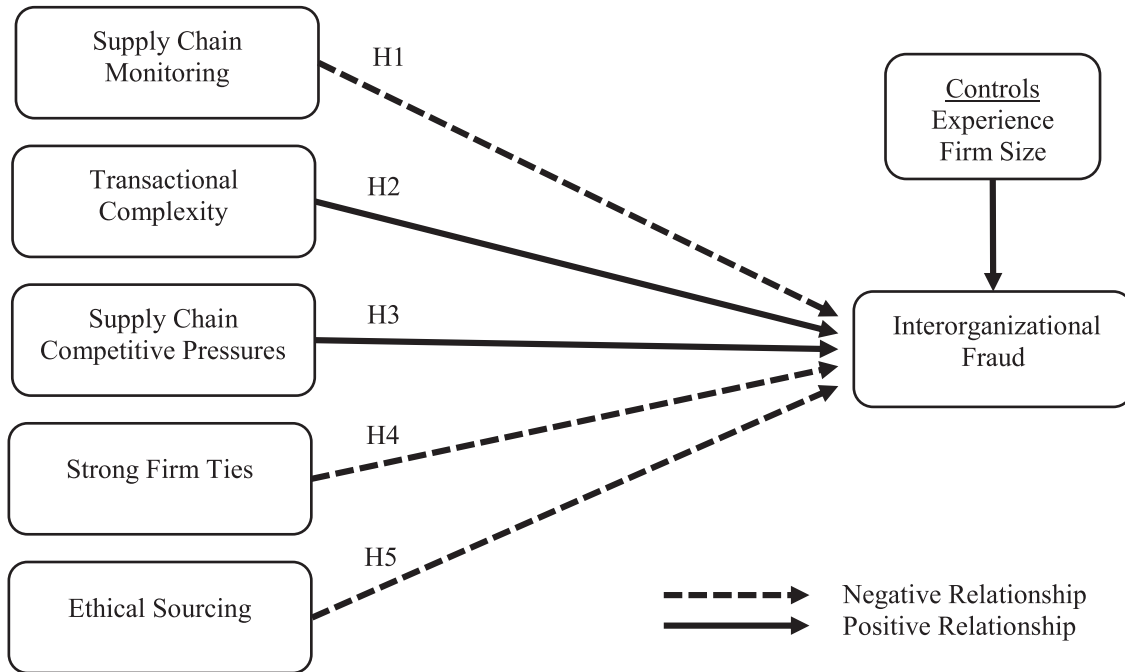 Supply Chain
Monitoring
H1
Controls
Experience
Firm Size
Transactional
Complexity
H2
Supply Chain
Competitive Pressures
H3
Interorganizational
Fraud
Strong Firm Ties
H4
Ethical Sourcing
H5
Negative Relationship
Positive Relationship